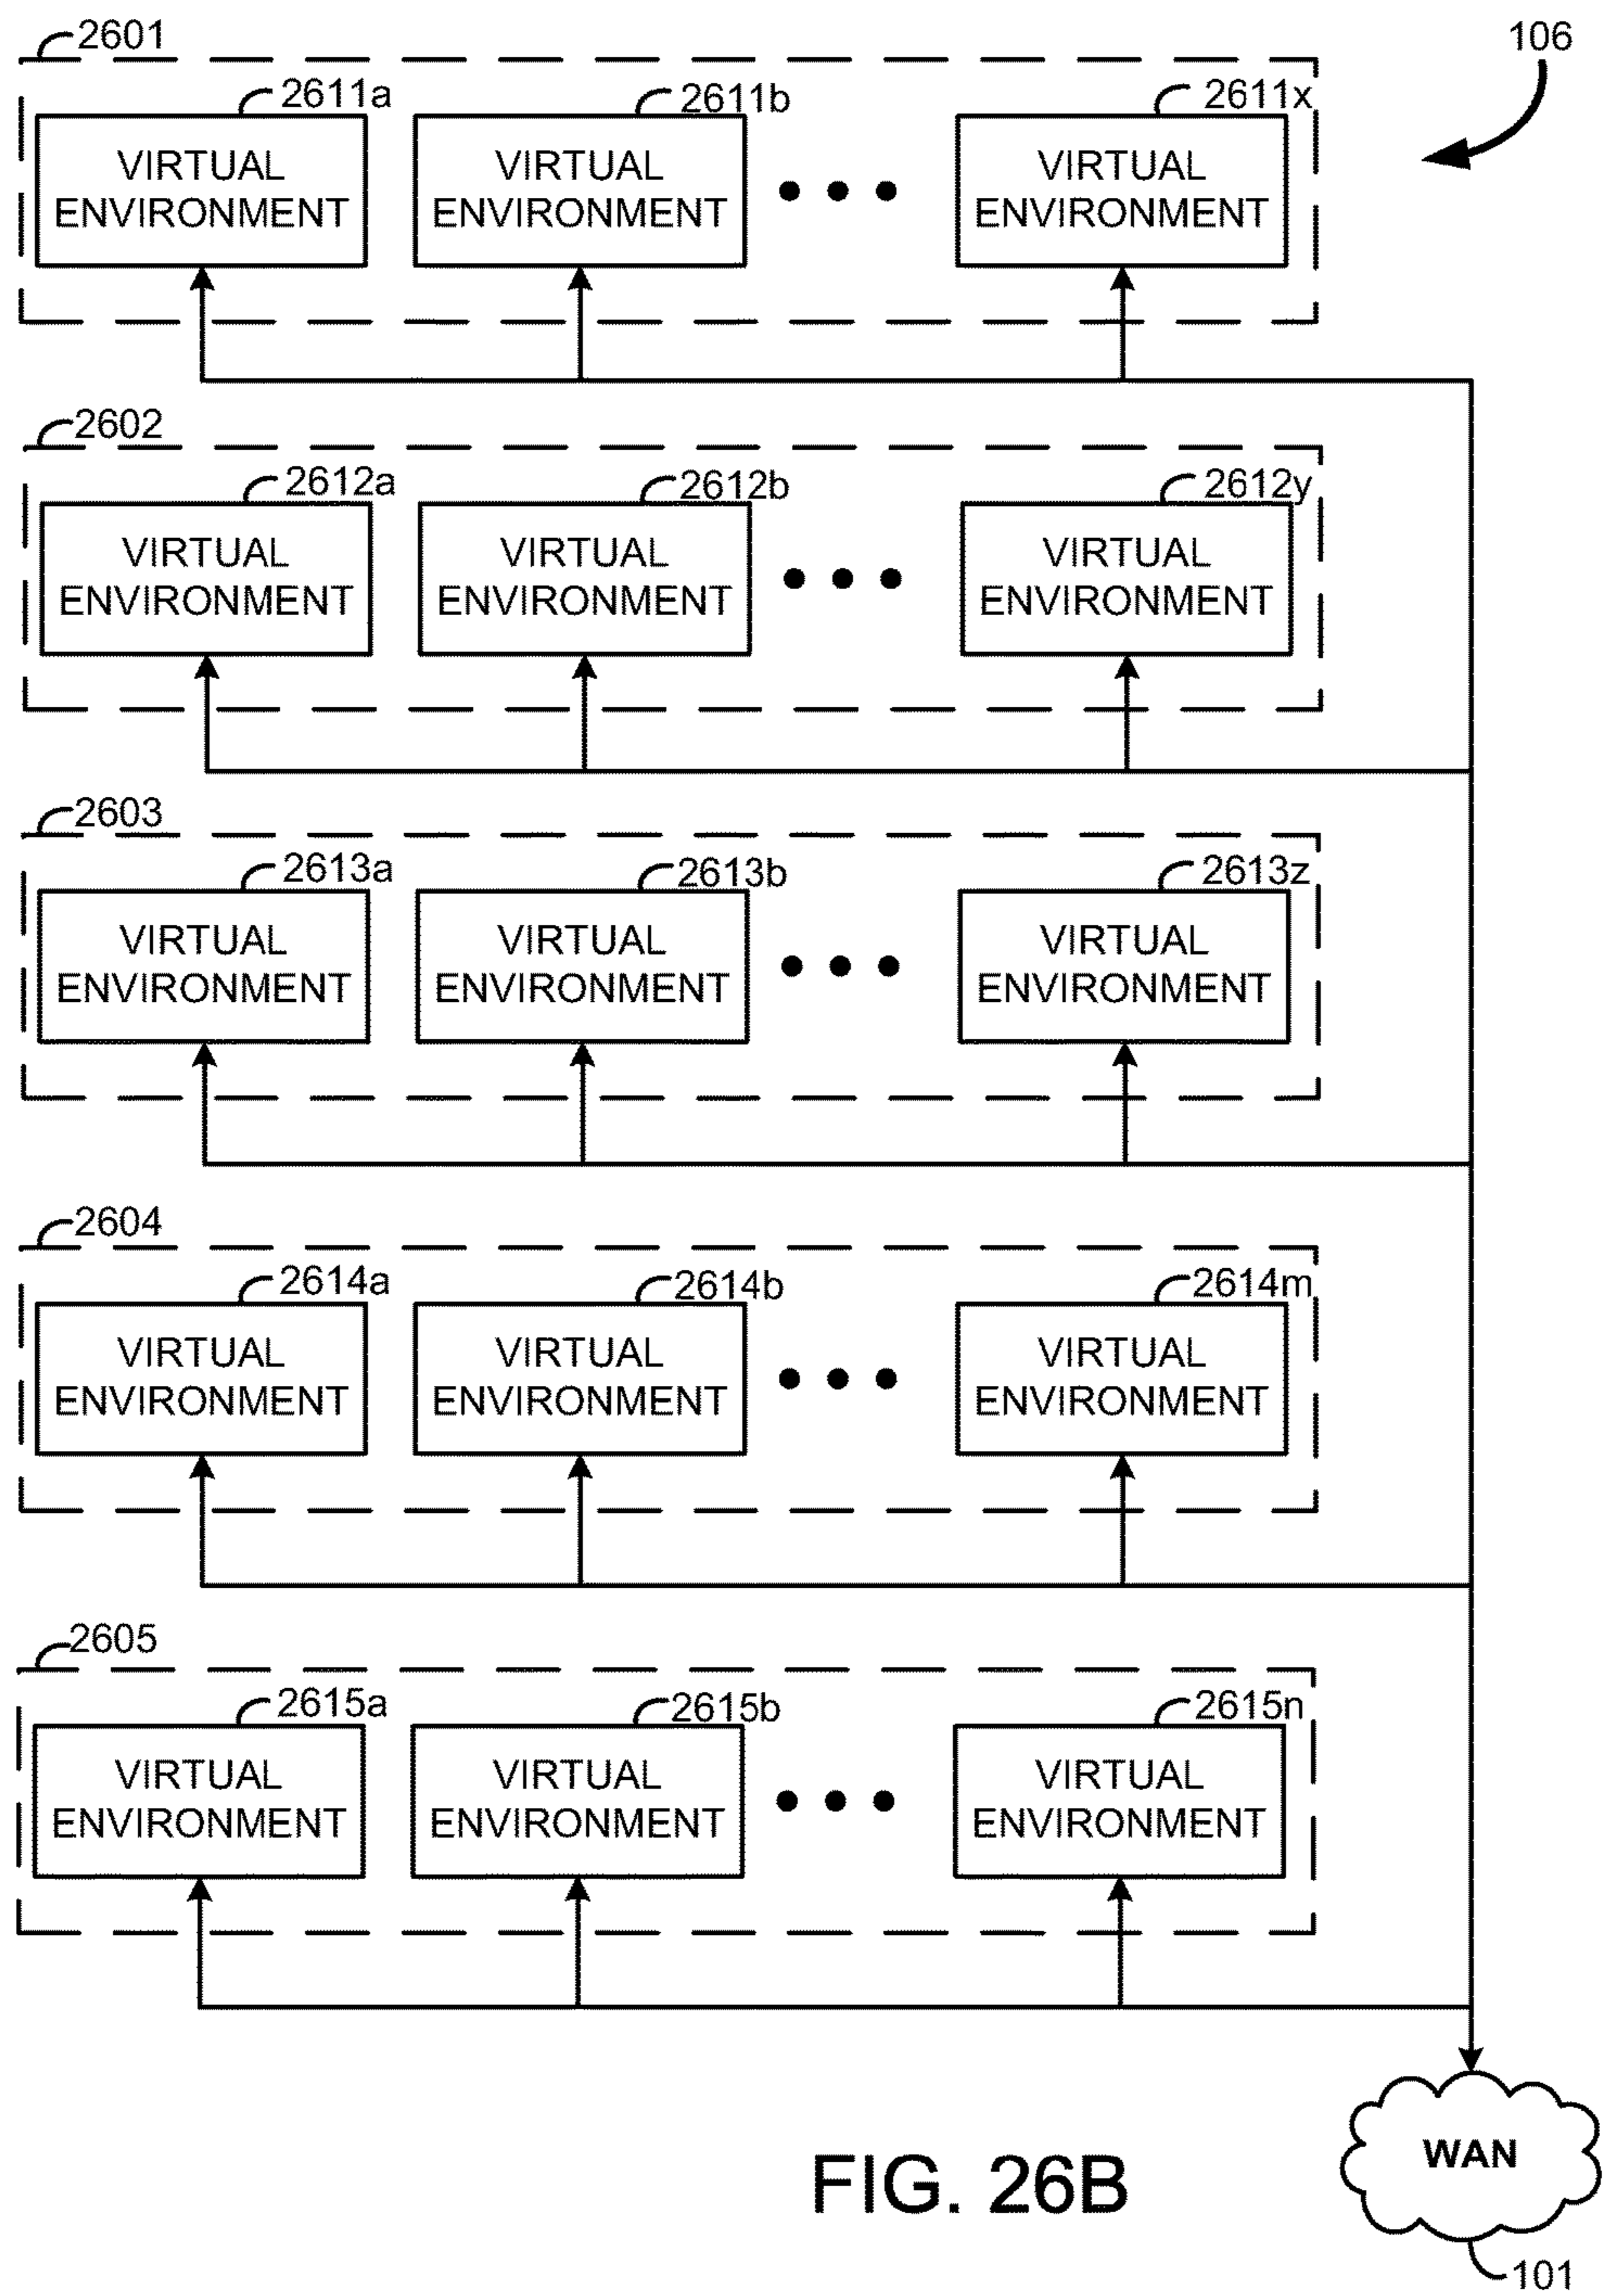 2601
106
2611a
2611b
2611x
VIRTUAL
ENVIRONMENT
VIRTUAL
ENVIRONMENT
VIRTUAL
ENVIRONMENT
2602
2612a
2612b
2612y
VIRTUAL
ENVIRONMENT
VIRTUAL
ENVIRONMENT
VIRTUAL
ENVIRONMENT
2603
2613a
2613b
2613z
VIRTUAL
ENVIRONMENT
VIRTUAL
ENVIRONMENT
VIRTUAL
ENVIRONMENT
2604
2614a
2614b
2614m
VIRTUAL
ENVIRONMENT
VIRTUAL
ENVIRONMENT
VIRTUAL
ENVIRONMENT
2605
2615a
2615b
2615n
VIRTUAL
ENVIRONMENT
VIRTUAL
ENVIRONMENT
VIRTUAL
ENVIRONMENT
WAN
FIG. 26B
101